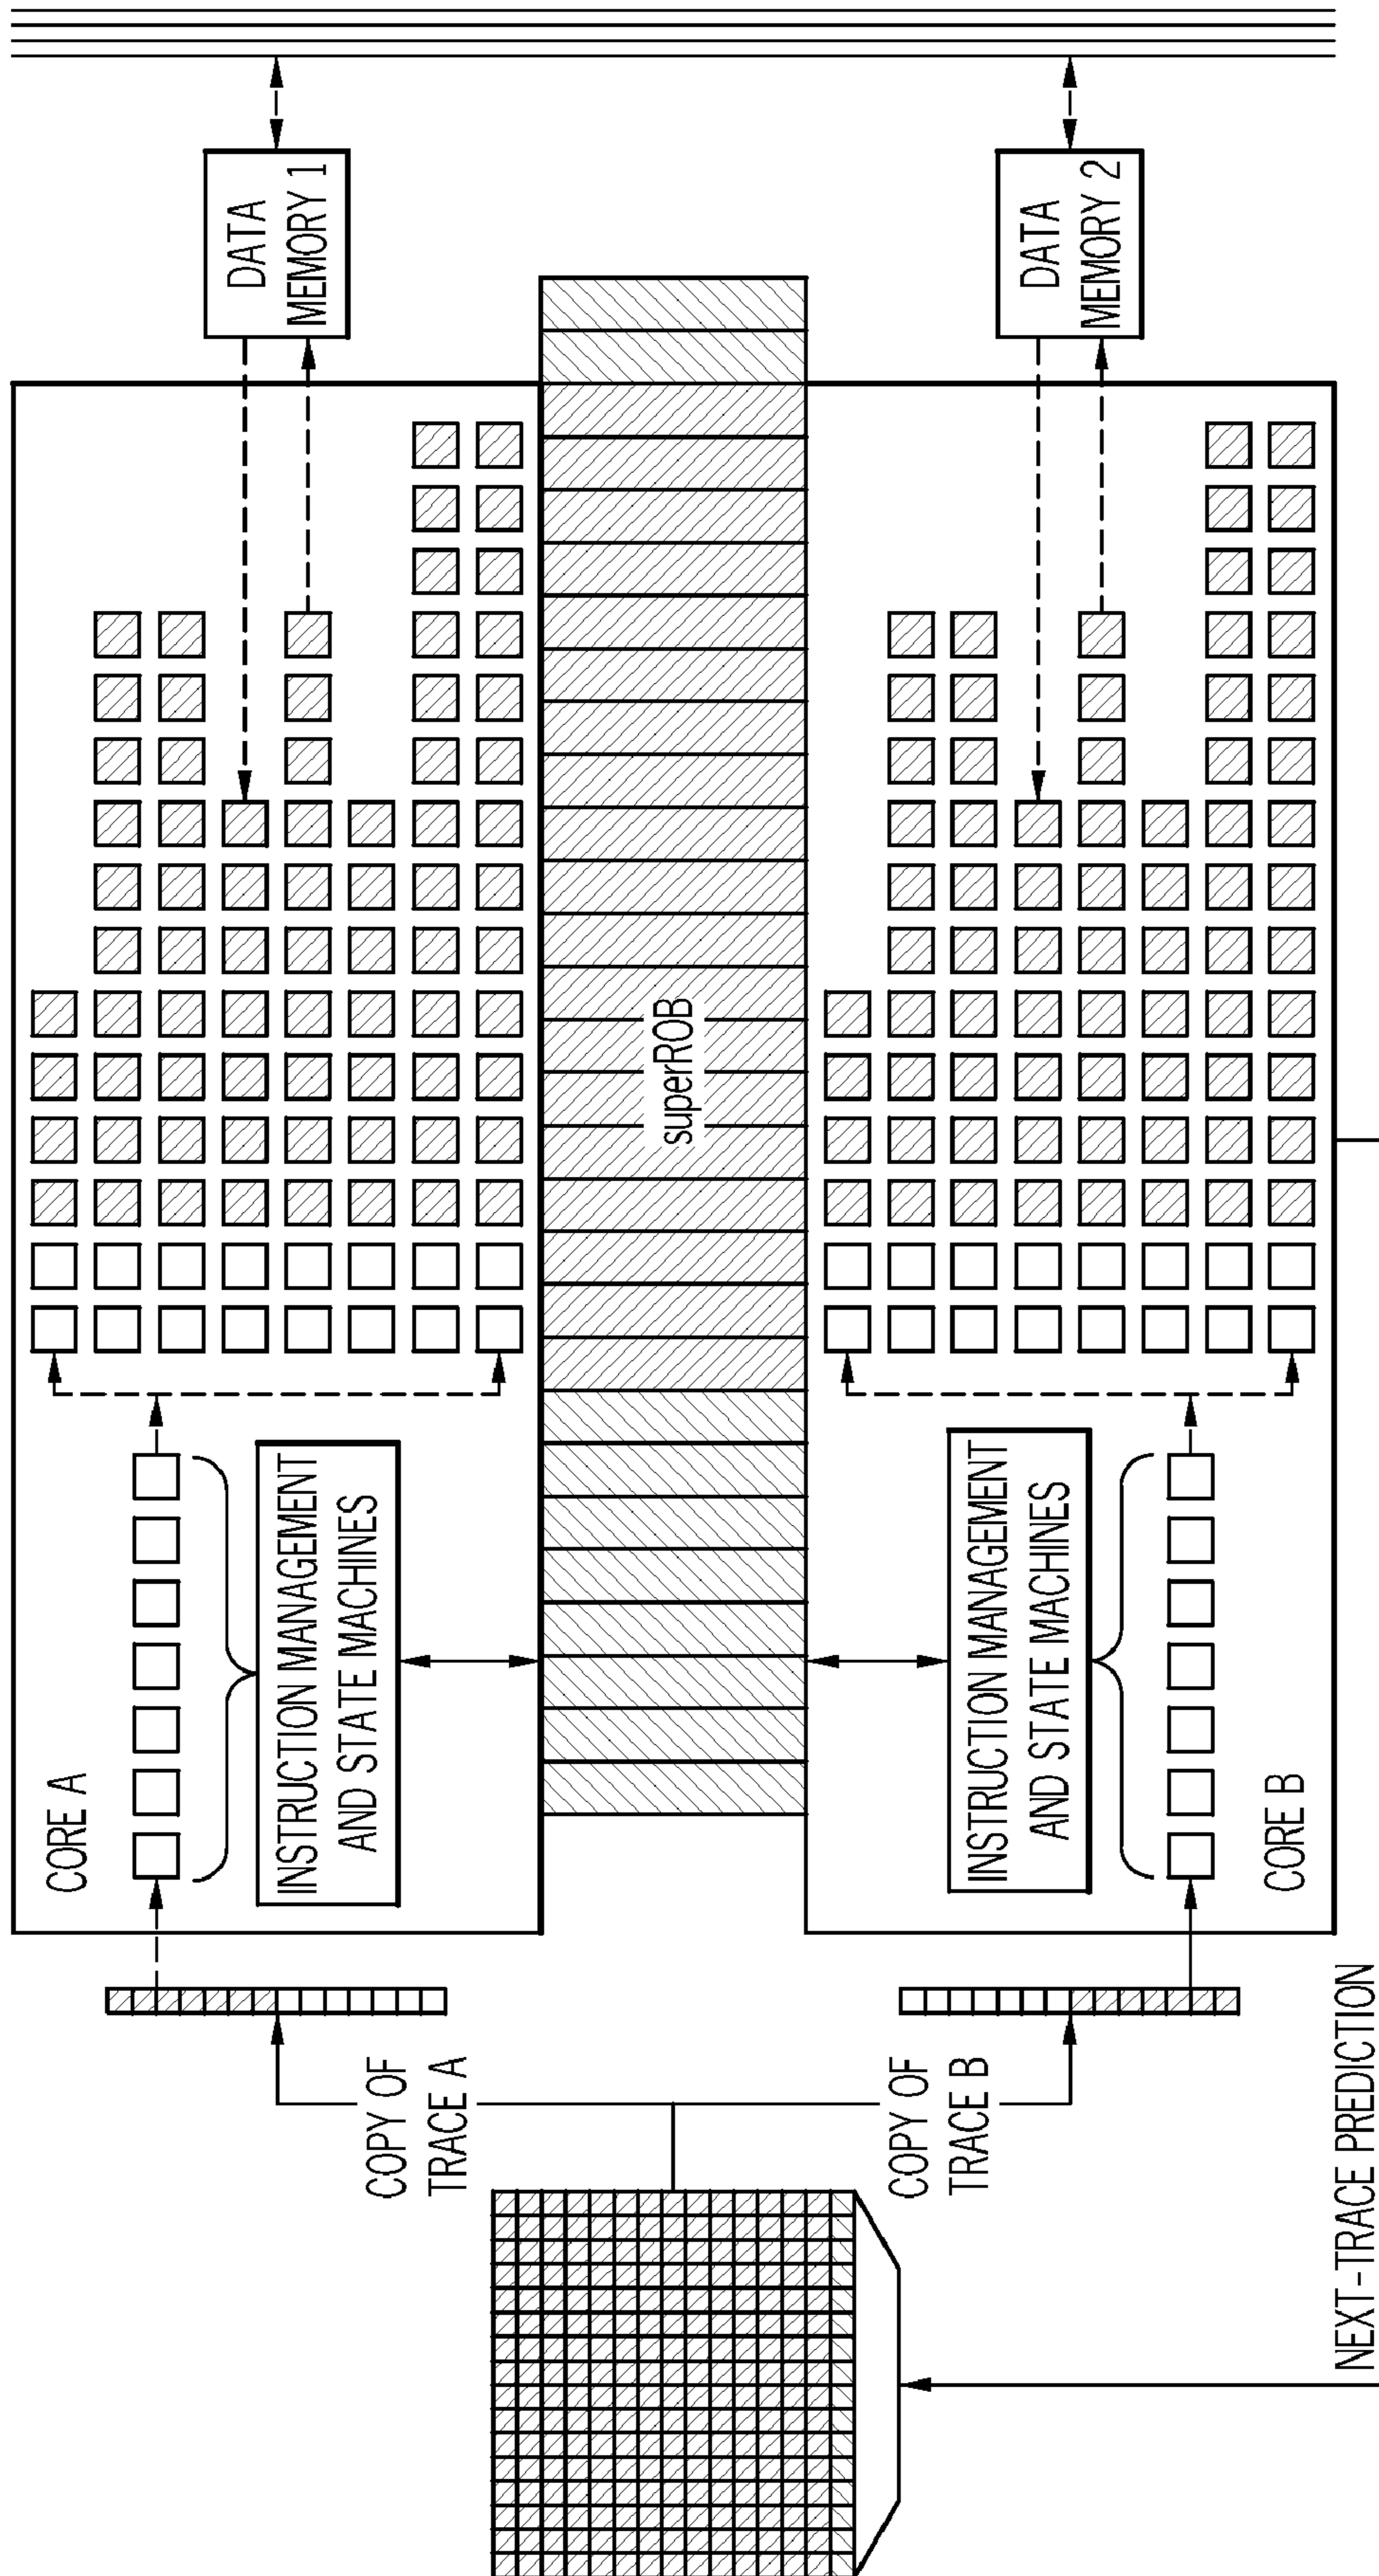 DATA
MEMORY 1
DATA
MEMORY 2
superROB
CORE A
INSTRUCTION MANAGEMENT
AND STATE MACHINES
INSTRUCTION MANAGEMENT
AND STATE MACHINES
CORE B
COPY OF
TRACE A
COPY OF
TRACE B
NEXT-TRACE PREDICTION